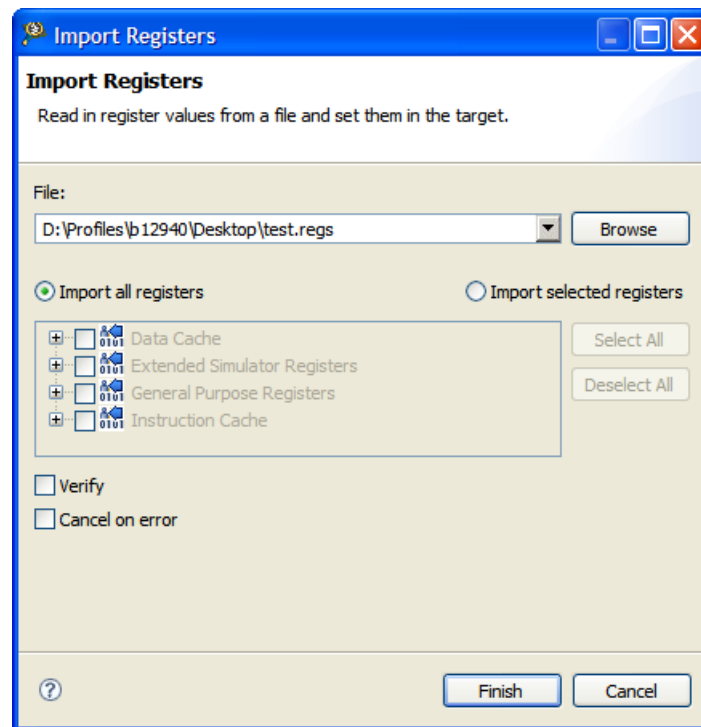 Import Registers
Import Registers
Read in register values from a file and set them in the target.
File:
D:\Profiles\b12940\Desktop\test.regs
Browse
Import all registers
Import selected registers
Data Cache
Extended Simulator Registers
General Purpose Registers
Instruction Cache
Select All
Deselect All
Verify
Cancel on error
Finish
Cancel